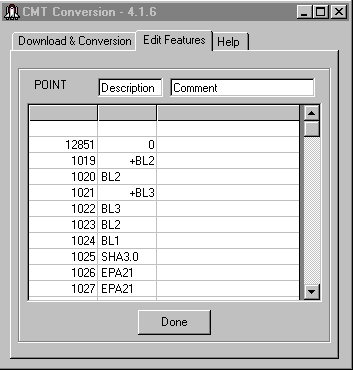 CMT Conversion - 4.1.6
Download & Conversion Edit Features Help
POINT Description Comment
12851 0
1019 +BL2
1020 BL2
1021 +BL3
1022 BL3
1023 BL2
1024 BL1
1025 SHA3.0
1026 EPA21
1027 EPA21
Done